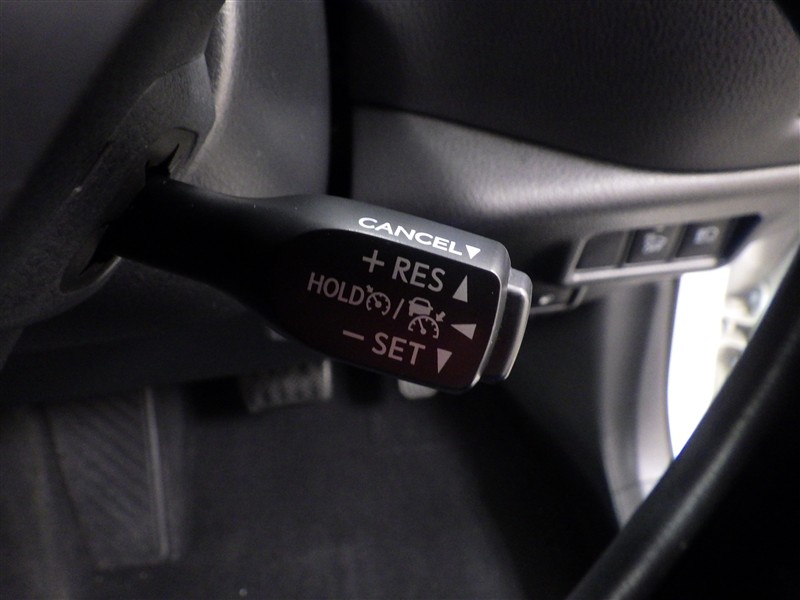 CANCEL▼
+ RES ▲
HOLD / ◀
− SET ▼